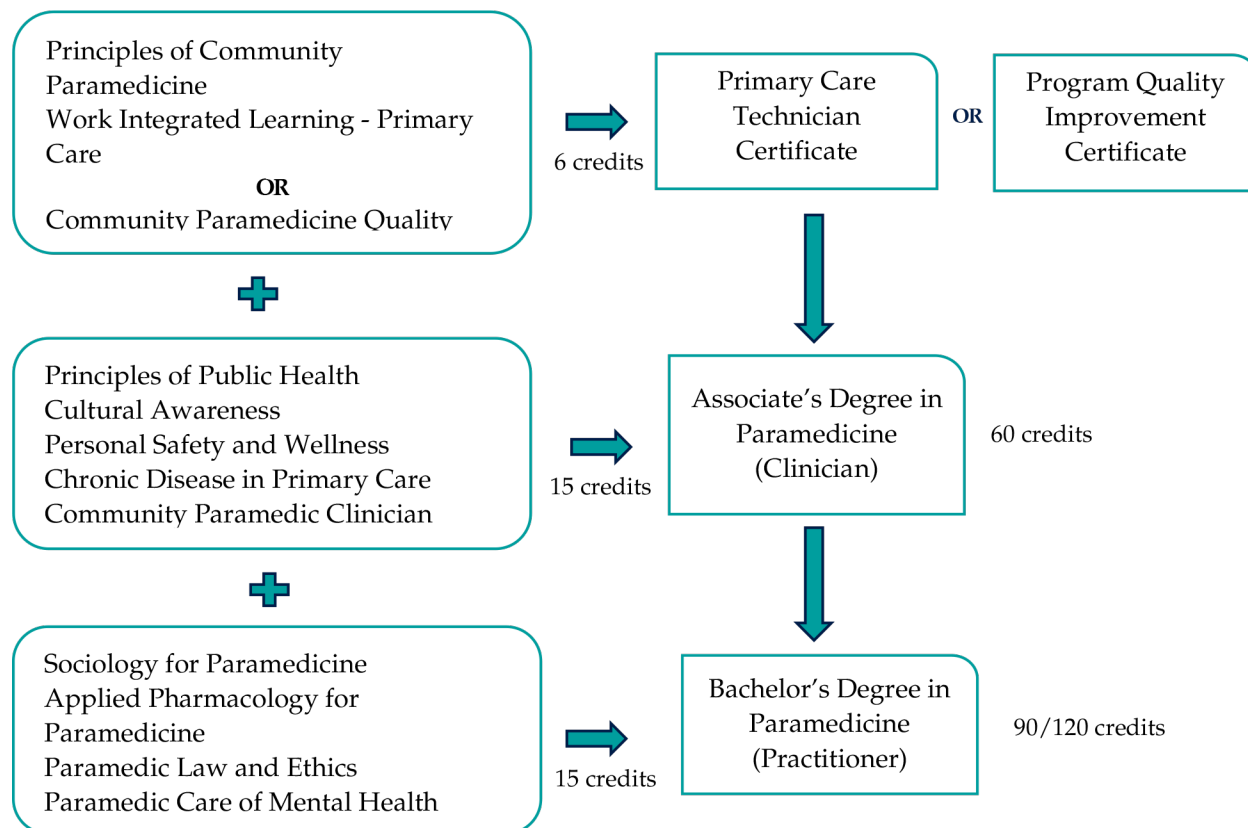 Principles of Community
Paramedicine
Work Integrated Learning - Primary
Care
OR
Community Paramedicine Quality
6 credits
Primary Care
Technician
Certificate
OR
Program Quality
Improvement
Certificate
Principles of Public Health
Cultural Awareness
Personal Safety and Wellness
Chronic Disease in Primary Care
Community Paramedic Clinician
15 credits
Associate’s Degree in
Paramedicine
(Clinician)
60 credits
Sociology for Paramedicine
Applied Pharmacology for
Paramedicine
Paramedic Law and Ethics
Paramedic Care of Mental Health
15 credits
Bachelor’s Degree in
Paramedicine
(Practitioner)
90/120 credits